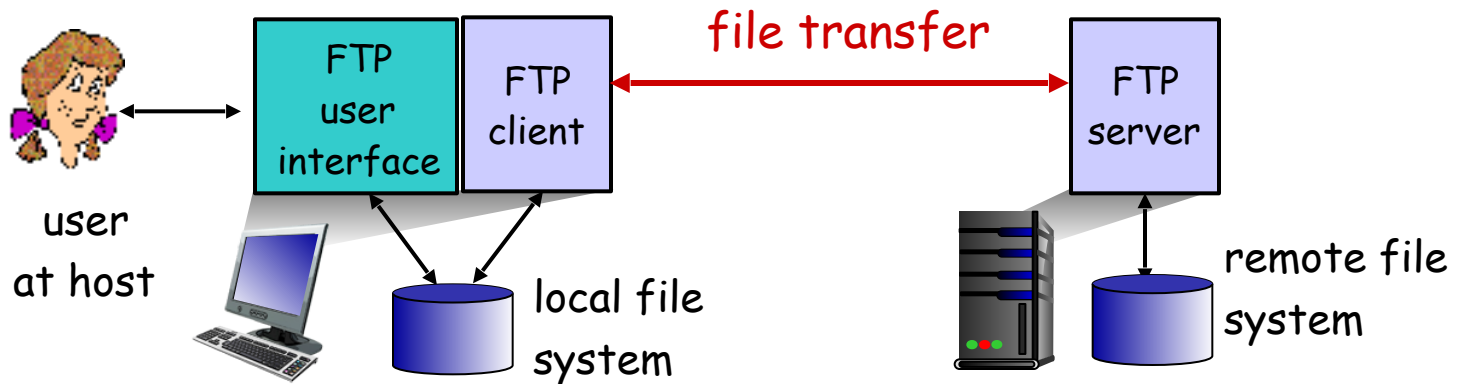 file transfer
FTP
user
interface
FTP
client
FTP
server
user
at host
local file
system
remote file
system